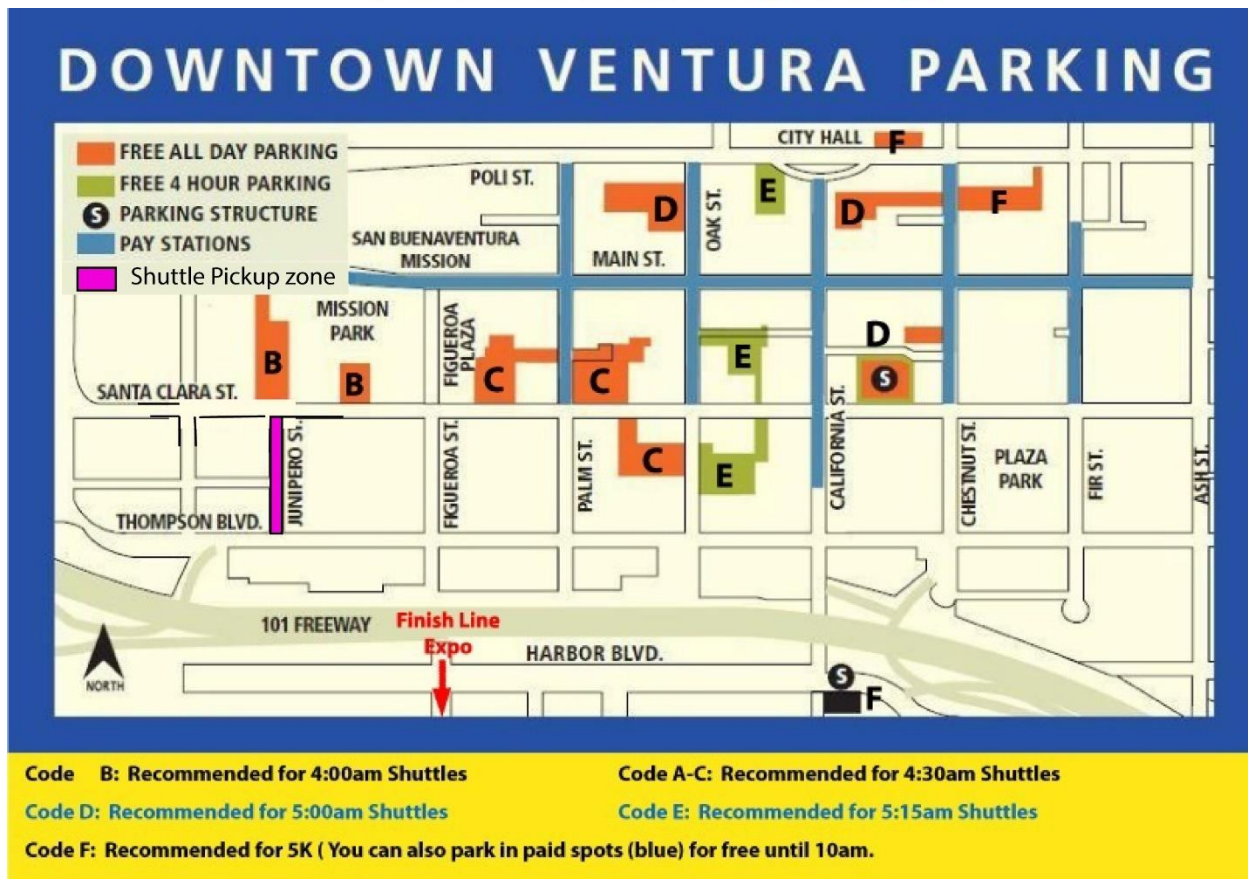 DOWNTOWN VENTURA PARKING
FREE ALL DAY PARKING
FREE 4 HOUR PARKING
S PARKING STRUCTURE
PAY STATIONS
Shuttle Pickup zone
CITY HALL
F
POLI ST.
D
OAK ST.
E
D
F
SAN BUENAVENTURA
MISSION
MAIN ST.
MISSION
PARK
FIGUEROA
PLAZA
B
B
C
C
E
D
S
SANTA CLARA ST.
CALIFORNIA ST.
JUNIPERO ST.
FIGUEROA ST.
PALM ST.
C
E
CHESTNUT ST.
PLAZA
PARK
FIR ST.
ASH ST.
THOMPSON BLVD.
101 FREEWAY
Finish Line
Expo
HARBOR BLVD.
NORTH
S
F
Code B: Recommended for 4:00am Shuttles
Code A-C: Recommended for 4:30am Shuttles
Code D: Recommended for 5:00am Shuttles
Code E: Recommended for 5:15am Shuttles
Code F: Recommended for 5K ( You can also park in paid spots (blue) for free until 10am.